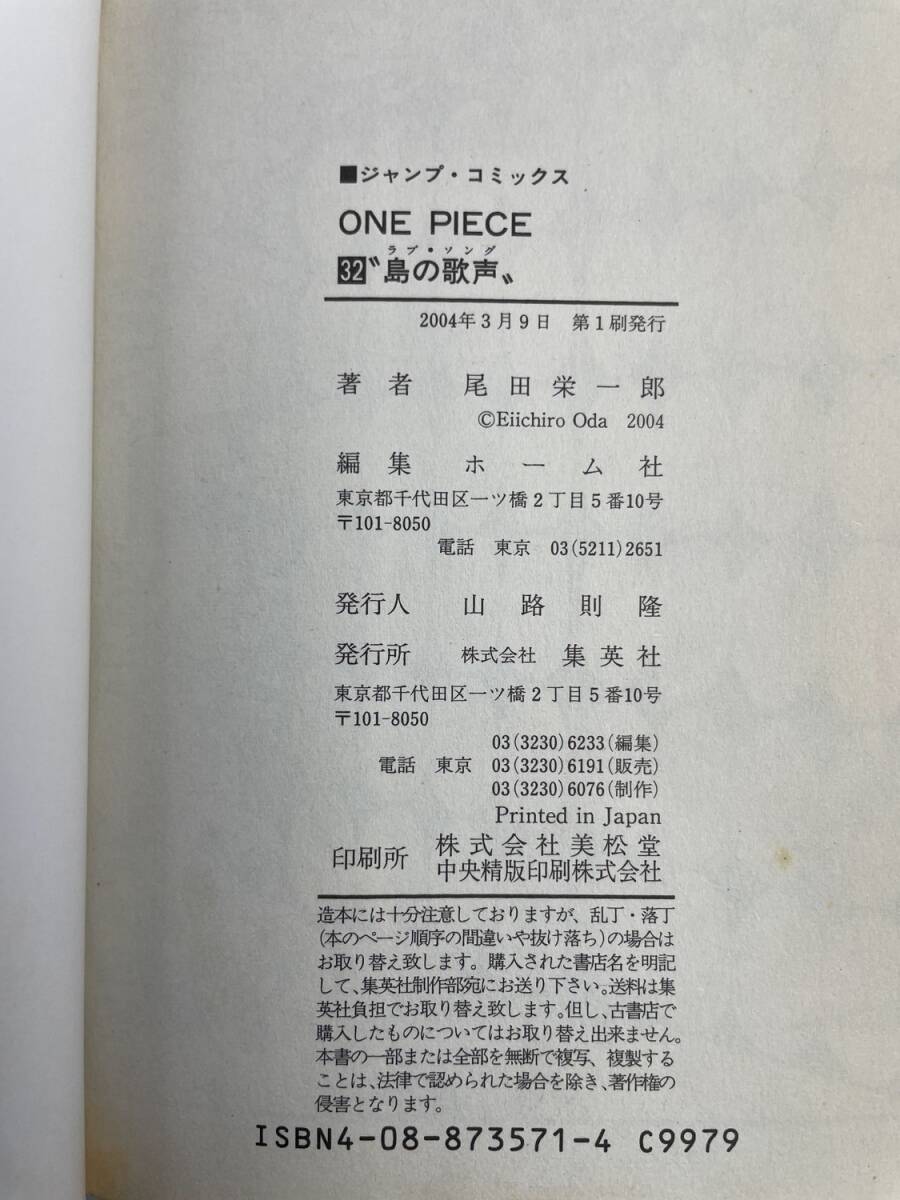 ■ジャンプ・コミックス
ONE PIECE
ラブ・ソング
32〝島の歌声〟
2004年3月9日 第1刷発行
著者 尾田栄一郎
©Eiichiro Oda 2004
編集 ホーム社
東京都千代田区一ツ橋2丁目5番10号
〒101-8050
電話 東京 03(5211)2651
発行人 山路則隆
発行所 株式会社 集英社
東京都千代田区一ツ橋2丁目5番10号
〒101-8050
03(3230)6233(編集)
電話 東京 03(3230)6191(販売)
03(3230)6076(制作)
Printed in Japan
印刷所 株式会社美松堂
中央精版印刷株式会社
造本には十分注意しておりますが、乱丁・落丁
(本のページ順序の間違いや抜け落ち)の場合は
お取り替え致します。購入された書店名を明記
して、集英社制作部宛にお送り下さい。送料は集
英社負担でお取り替え致します。但し、古書店で
購入したものについてはお取り替え出来ません。
本書の一部または全部を無断で複写、複製する
ことは、法律で認められた場合を除き、著作権の
侵害となります。
ISBN4-08-873571-4 C9979